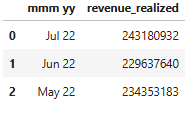 mmm yy revenue_realized
0 Jul 22 243180932
1 Jun 22 229637640
2 May 22 234353183